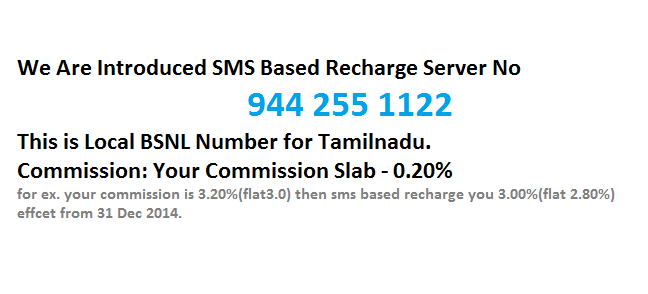 We Are Introduced SMS Based Recharge Server No
944 255 1122
This is Local BSNL Number for Tamilnadu.
Commission: Your Commission Slab - 0.20%
for ex. your commission is 3.20%(flat3.0) then sms based recharge you 3.00%(flat 2.80%)
effcet from 31 Dec 2014.